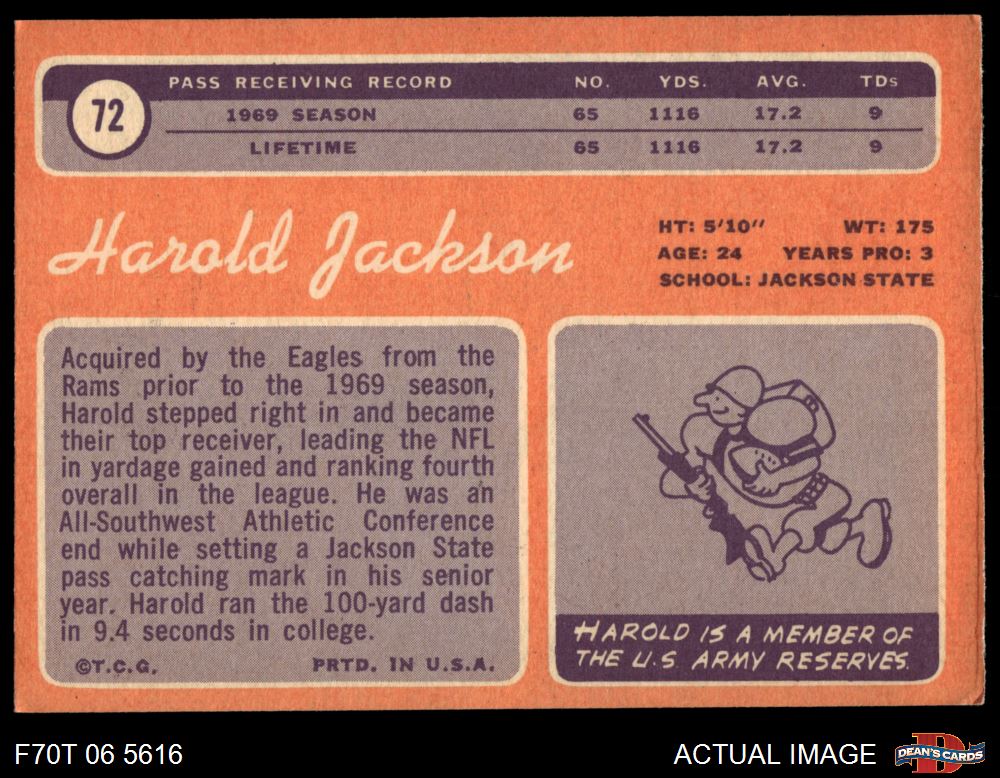 72
PASS RECEIVING RECORD NO. YDS. AVG. TDs
1969 SEASON 65 1116 17.2 9
LIFETIME 65 1116 17.2 9
Harold Jackson
HT: 5'10" WT: 175
AGE: 24 YEARS PRO: 3
SCHOOL: JACKSON STATE
Acquired by the Eagles from the
Rams prior to the 1969 season,
Harold stepped right in and became
their top receiver, leading the NFL
in yardage gained and ranking fourth
overall in the league. He was an
All-Southwest Athletic Conference
end while setting a Jackson State
pass catching mark in his senior
year. Harold ran the 100-yard dash
in 9.4 seconds in college.
©T.C.G. PRTD. IN U.S.A.
HAROLD IS A MEMBER OF
THE U.S ARMY RESERVES.
F70T 06 5616 ACTUAL IMAGE DEAN'S CARDS